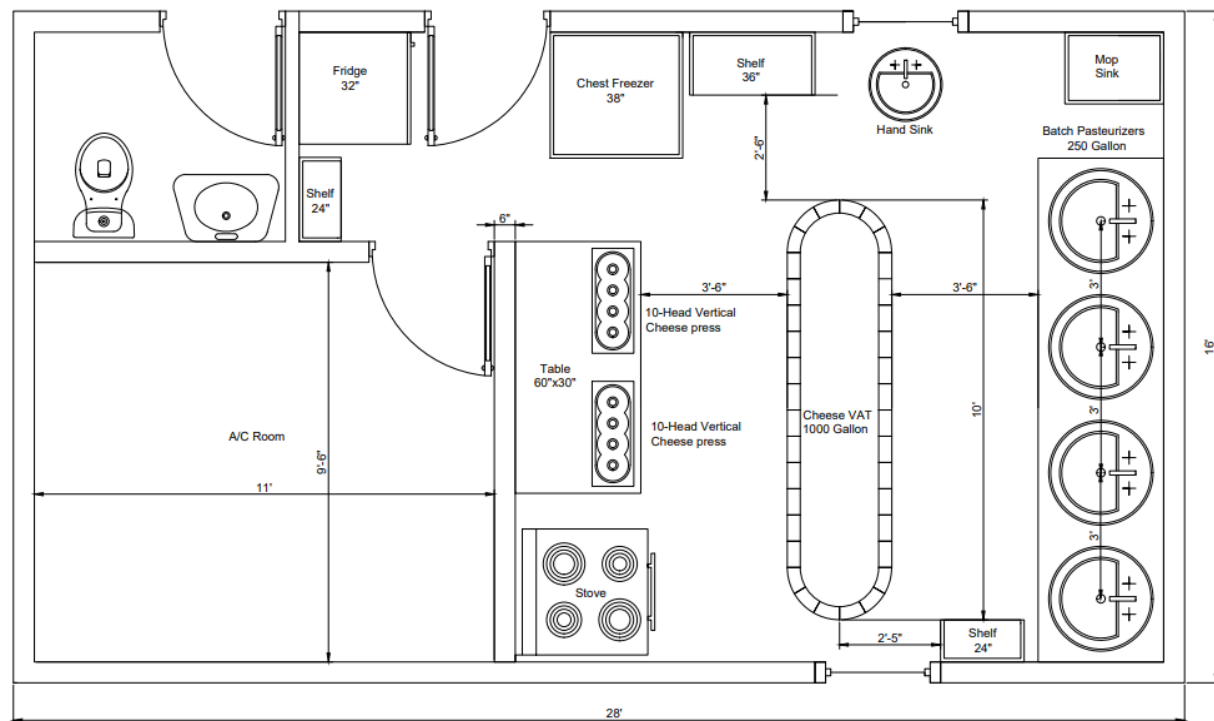 Fridge
32"
Chest Freezer
38"
Shelf
36"
Mop
Sink
Hand Sink
Batch Pasteurizers
250 Gallon
2'-6"
Shelf
24"
6"
3'-6"
3'-6"
3'
10-Head Vertical
Cheese press
Table
60"x30"
16'
Cheese VAT
1000 Gallon
10'
3'
10-Head Vertical
Cheese press
A/C Room
9'-6"
11'
3'
Stove
2'-5"
Shelf
24"
28'